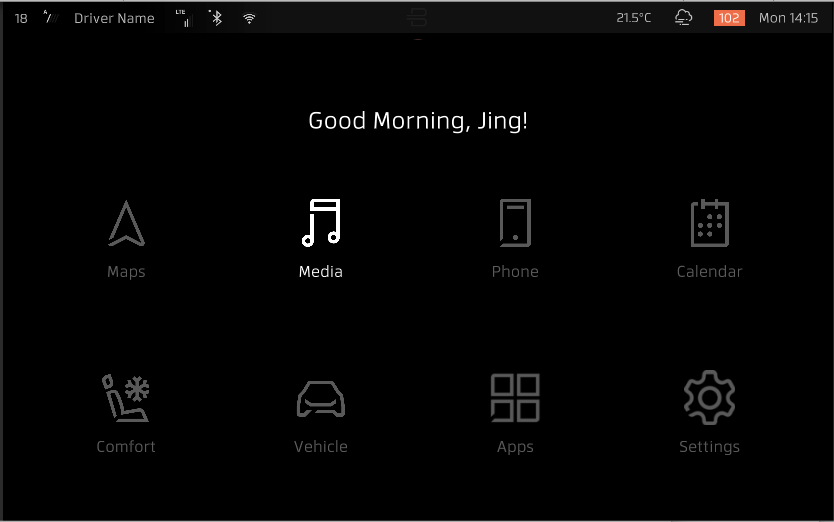 18 A Driver Name LTE 21.5°C 102 Mon 14:15
Good Morning, Jing!
Maps Media Phone Calendar
Comfort Vehicle Apps Settings